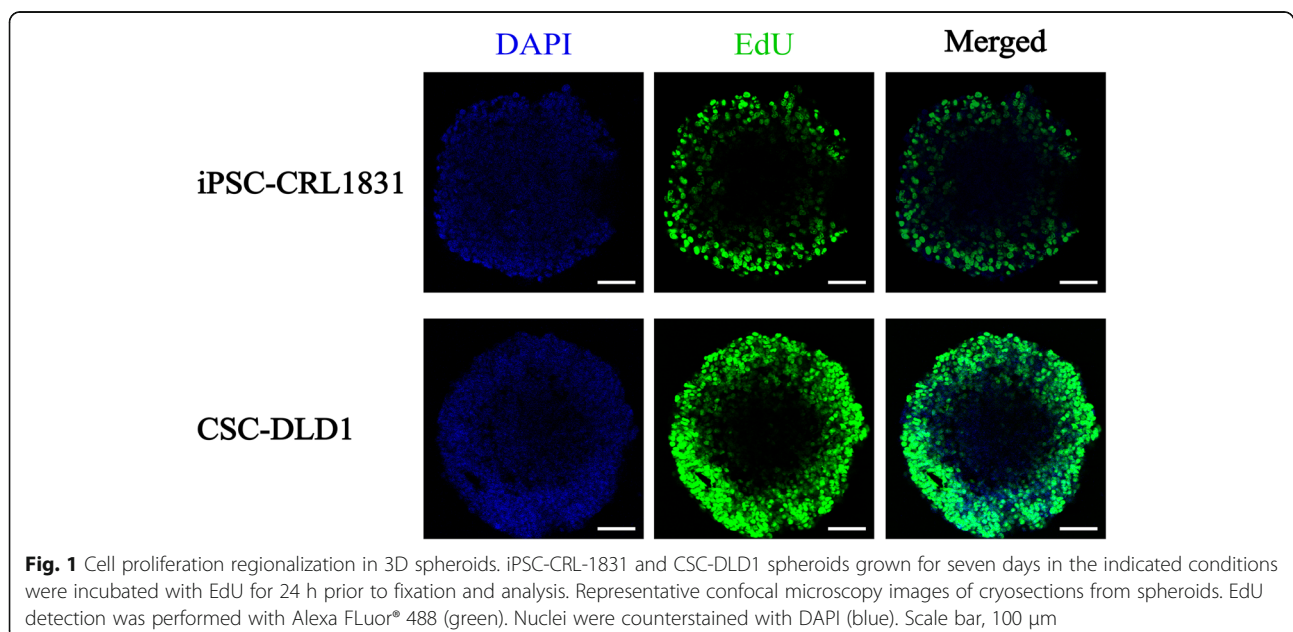 DAPI EdU Merged
iPSC-CRL1831
CSC-DLD1
Fig. 1 Cell proliferation regionalization in 3D spheroids. iPSC-CRL-1831 and CSC-DLD1 spheroids grown for seven days in the indicated conditions
were incubated with EdU for 24 h prior to fixation and analysis. Representative confocal microscopy images of cryosections from spheroids. EdU
detection was performed with Alexa FLuor® 488 (green). Nuclei were counterstained with DAPI (blue). Scale bar, 100 μm